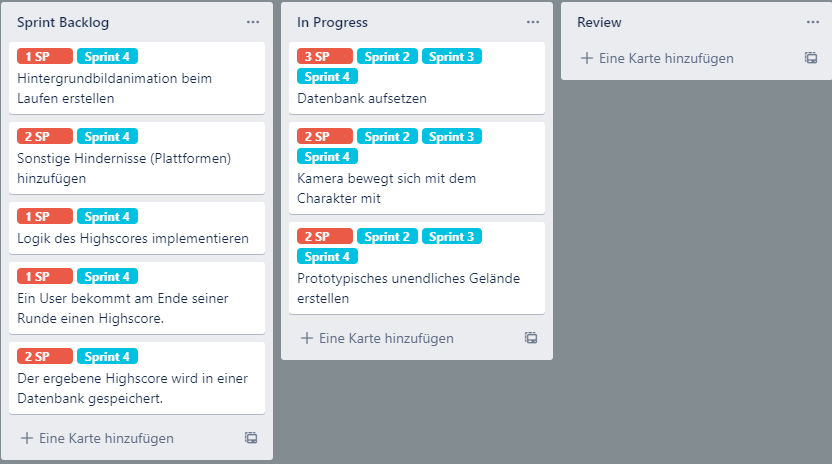 Sprint Backlog
1 SP Sprint 4
Hintergrundbildanimation beim
Laufen erstellen
2 SP Sprint 4
Sonstige Hindernisse (Plattformen)
hinzufügen
1 SP Sprint 4
Logik des Highscores implementieren
1 SP Sprint 4
Ein User bekommt am Ende seiner
Runde einen Highscore.
2 SP Sprint 4
Der ergebene Highscore wird in einer
Datenbank gespeichert.
+ Eine Karte hinzufügen
In Progress
3 SP Sprint 2 Sprint 3
Sprint 4
Datenbank aufsetzen
2 SP Sprint 2 Sprint 3
Sprint 4
Kamera bewegt sich mit dem
Charakter mit
2 SP Sprint 2 Sprint 3
Sprint 4
Prototypisches unendliches Gelände
erstellen
+ Eine Karte hinzufügen
Review
+ Eine Karte hinzufügen